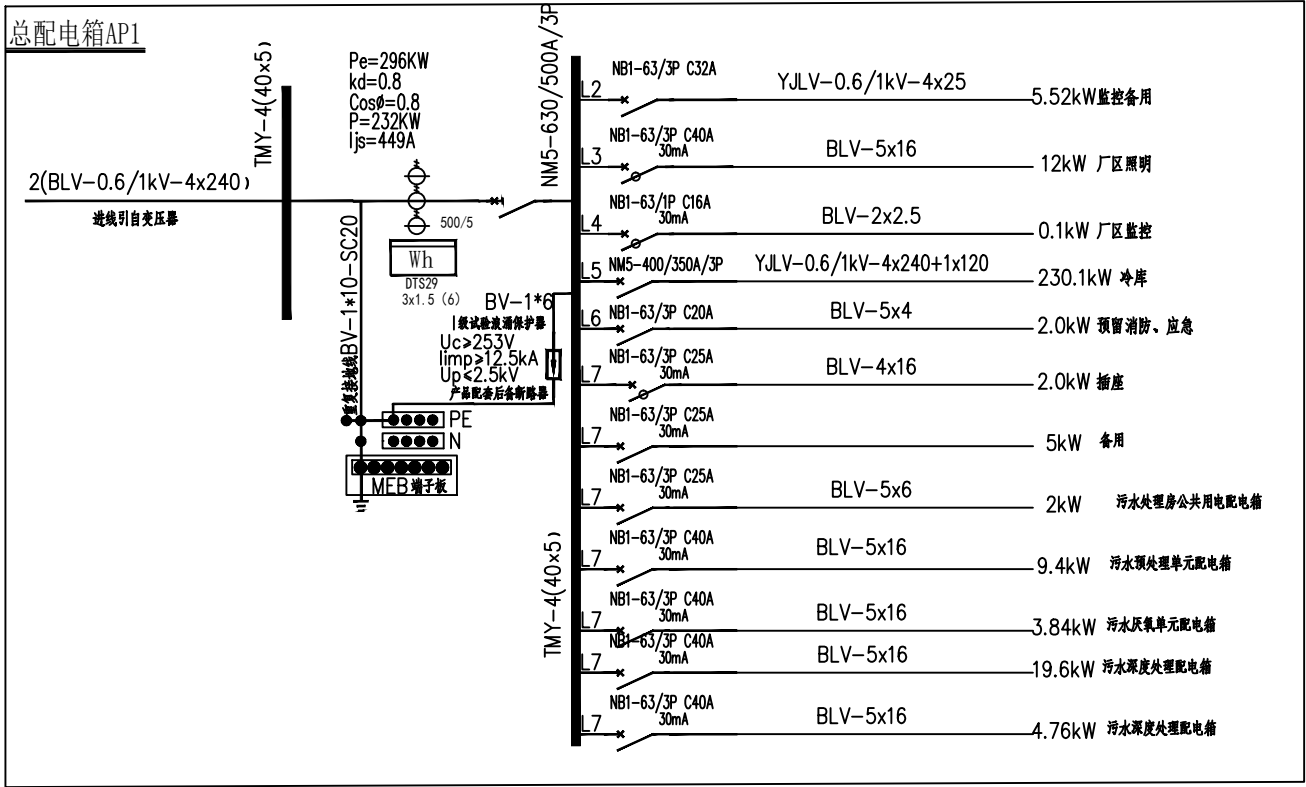 总配电箱AP1
TMY-4(40×5)
Pe=296KW
kd=0.8
Cosø=0.8
P=232KW
Ijs=449A
NM5-630/500A/3P
2(BLV-0.6/1kV-4x240)
进线引自变压器
500/5
Wh
DTS29
3x1.5 (6)
重复接地线BV-1*10-SC20
BV-1*6
I级试验浪涌保护器
Uc≥253V
Iimp≥12.5kA
Up≤2.5kV
产品配套后备断路器
PE
N
MEB端子板
TMY-4(40×5)
L2 NB1-63/3P C32A YJLV-0.6/1kV-4x25 5.52kW监控备用
NB1-63/3P C40A
L3 30mA BLV-5x16 12kW 厂区照明
NB1-63/1P C16A
L4 30mA BLV-2x2.5 0.1kW 厂区监控
L5 NM5-400/350A/3P YJLV-0.6/1kV-4x240+1x120 230.1kW 冷库
L6 NB1-63/3P C20A BLV-5x4 2.0kW 预留消防、应急
NB1-63/3P C25A
L7 30mA BLV-4x16 2.0kW 插座
NB1-63/3P C25A
L7 30mA 5kW 备用
NB1-63/3P C25A
L7 30mA BLV-5x6 2kW 污水处理房公共用电配电箱
NB1-63/3P C40A
L7 30mA BLV-5x16 9.4kW 污水预处理单元配电箱
NB1-63/3P C40A
L7 30mA BLV-5x16 3.84kW 污水厌氧单元配电箱
NB1-63/3P C40A
L7 30mA BLV-5x16 19.6kW 污水深度处理配电箱
NB1-63/3P C40A
L7 30mA BLV-5x16 4.76kW 污水深度处理配电箱